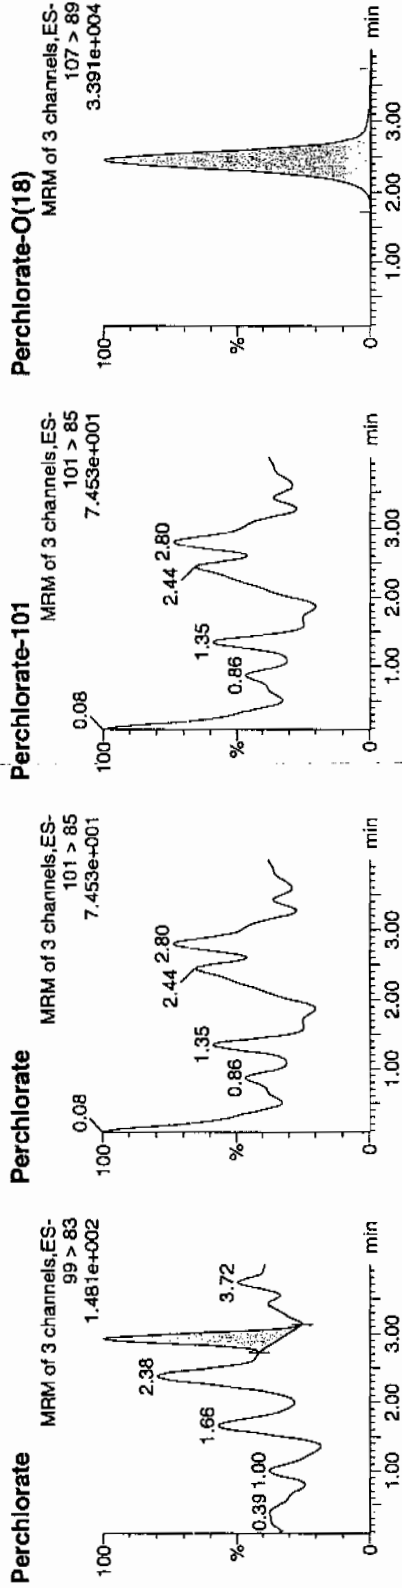 Perchlorate
MRM of 3 channels,ES-
99 > 83
1.481e+002
100
%
0
0.39
1.00
1.66
2.38
3.72
1.00
2.00
3.00
min
Perchlorate
MRM of 3 channels,ES-
101 > 85
7.453e+001
100
%
0
0.08
0.86
1.35
2.44
2.80
1.00
2.00
3.00
min
Perchlorate-101
MRM of 3 channels,ES-
101 > 85
7.453e+001
100
%
0
0.08
0.86
1.35
2.44
2.80
1.00
2.00
3.00
min
Perchlorate-O(18)
MRM of 3 channels,ES-
107 > 89
3.391e+004
100
%
0
1.00
2.00
3.00
min